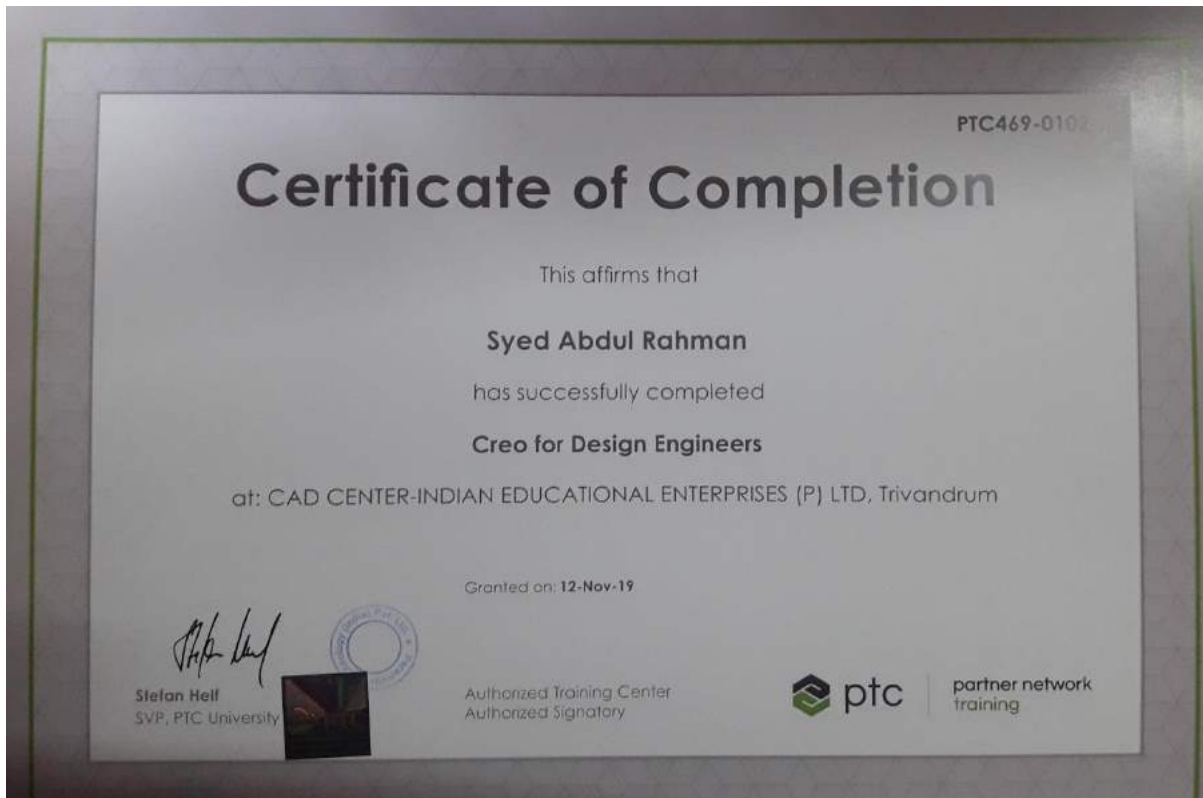 PTC469-0102-
Certificate of Completion
This affirms that
Syed Abdul Rahman
has successfully completed
Creo for Design Engineers
at: CAD CENTER-INDIAN EDUCATIONAL ENTERPRISES (P) LTD, Trivandrum
Granted on: 12-Nov-19
Stefan Helf
SVP, PTC University
Authorized Training Center
Authorized Signatory
ptc
partner network
training